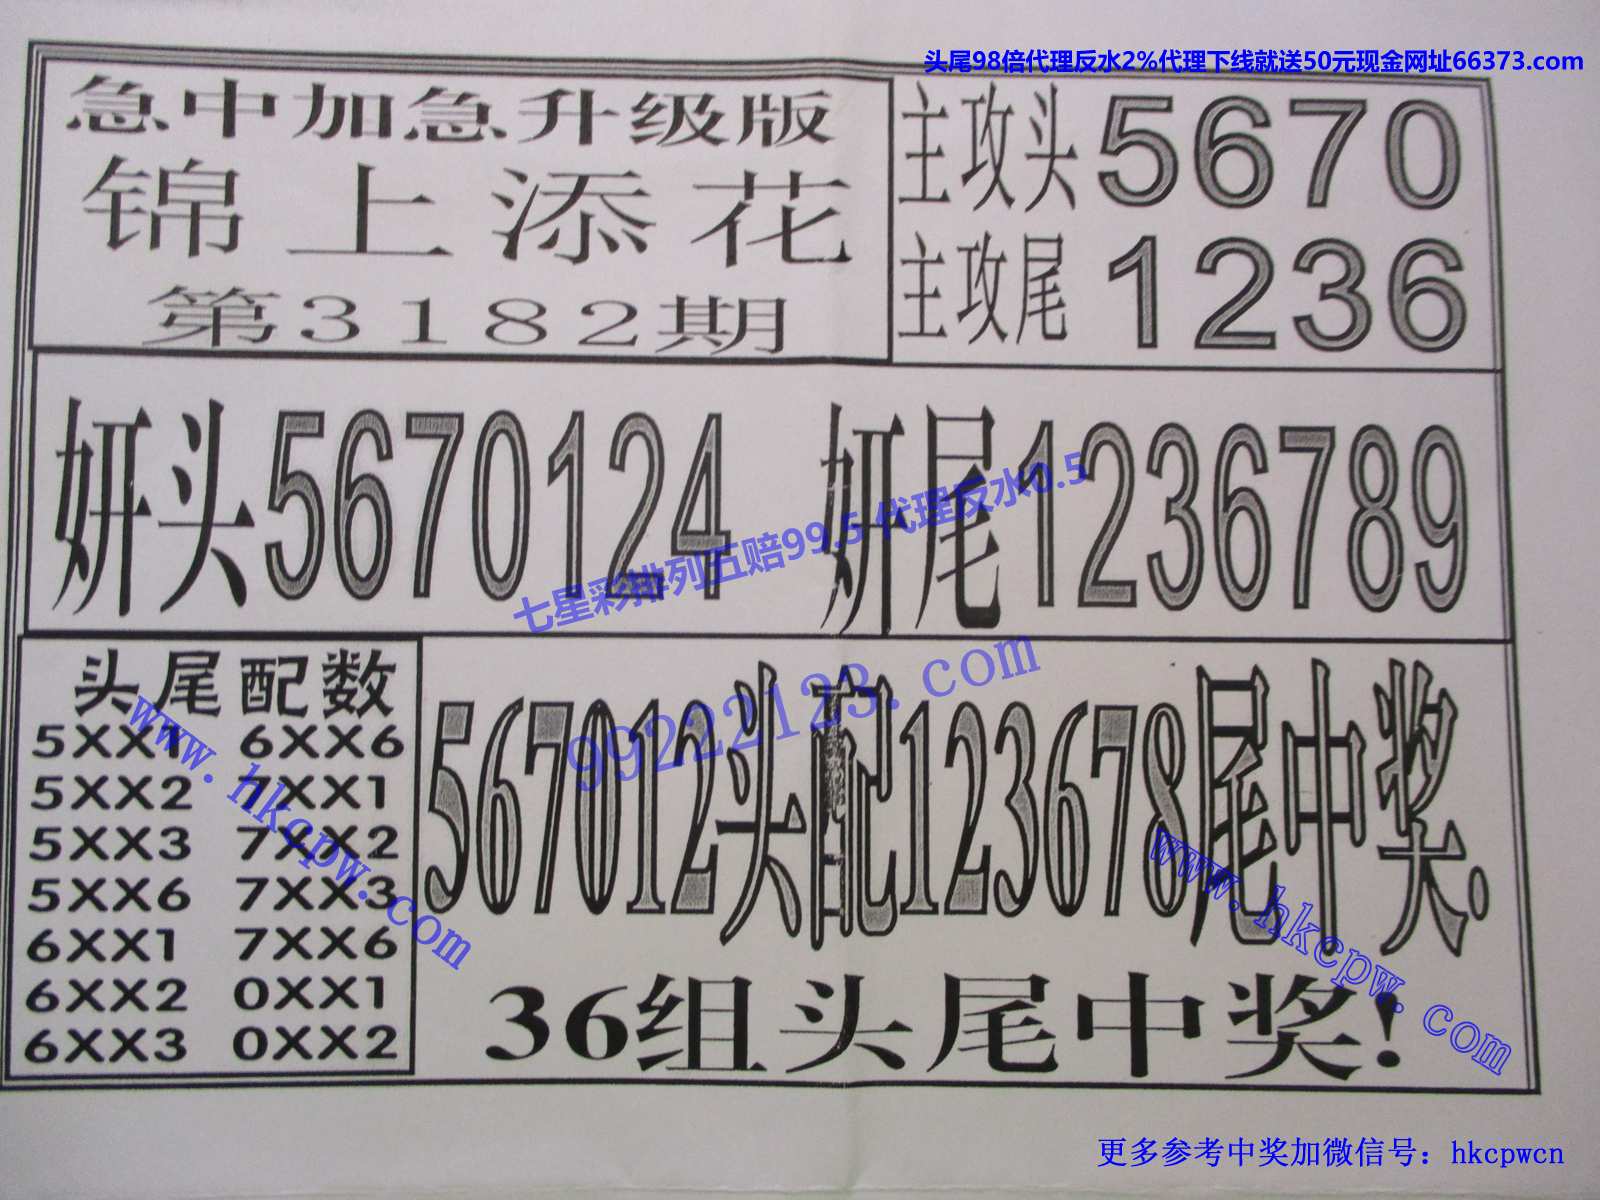 头尾98倍代理反水2%代理下线就送50元现金网址66373.com
急中加急升级版
锦上添花
第3182期
主攻头5670
主攻尾1236
妍头5670124
妍尾1236789
七星彩排列五赔99.5 代理反水0.5
头尾配数
5XX1 6XX6
5XX2 7XX1
5XX3 7XX2
5XX6 7XX3
6XX1 7XX6
6XX2 0XX1
6XX3 0XX2
567012头配123678尾中奖.
99222123.com
www.hkcpw.com
www.hkcpw.com
36组头尾中奖!
更多参考中奖加微信号：hkcpwcn